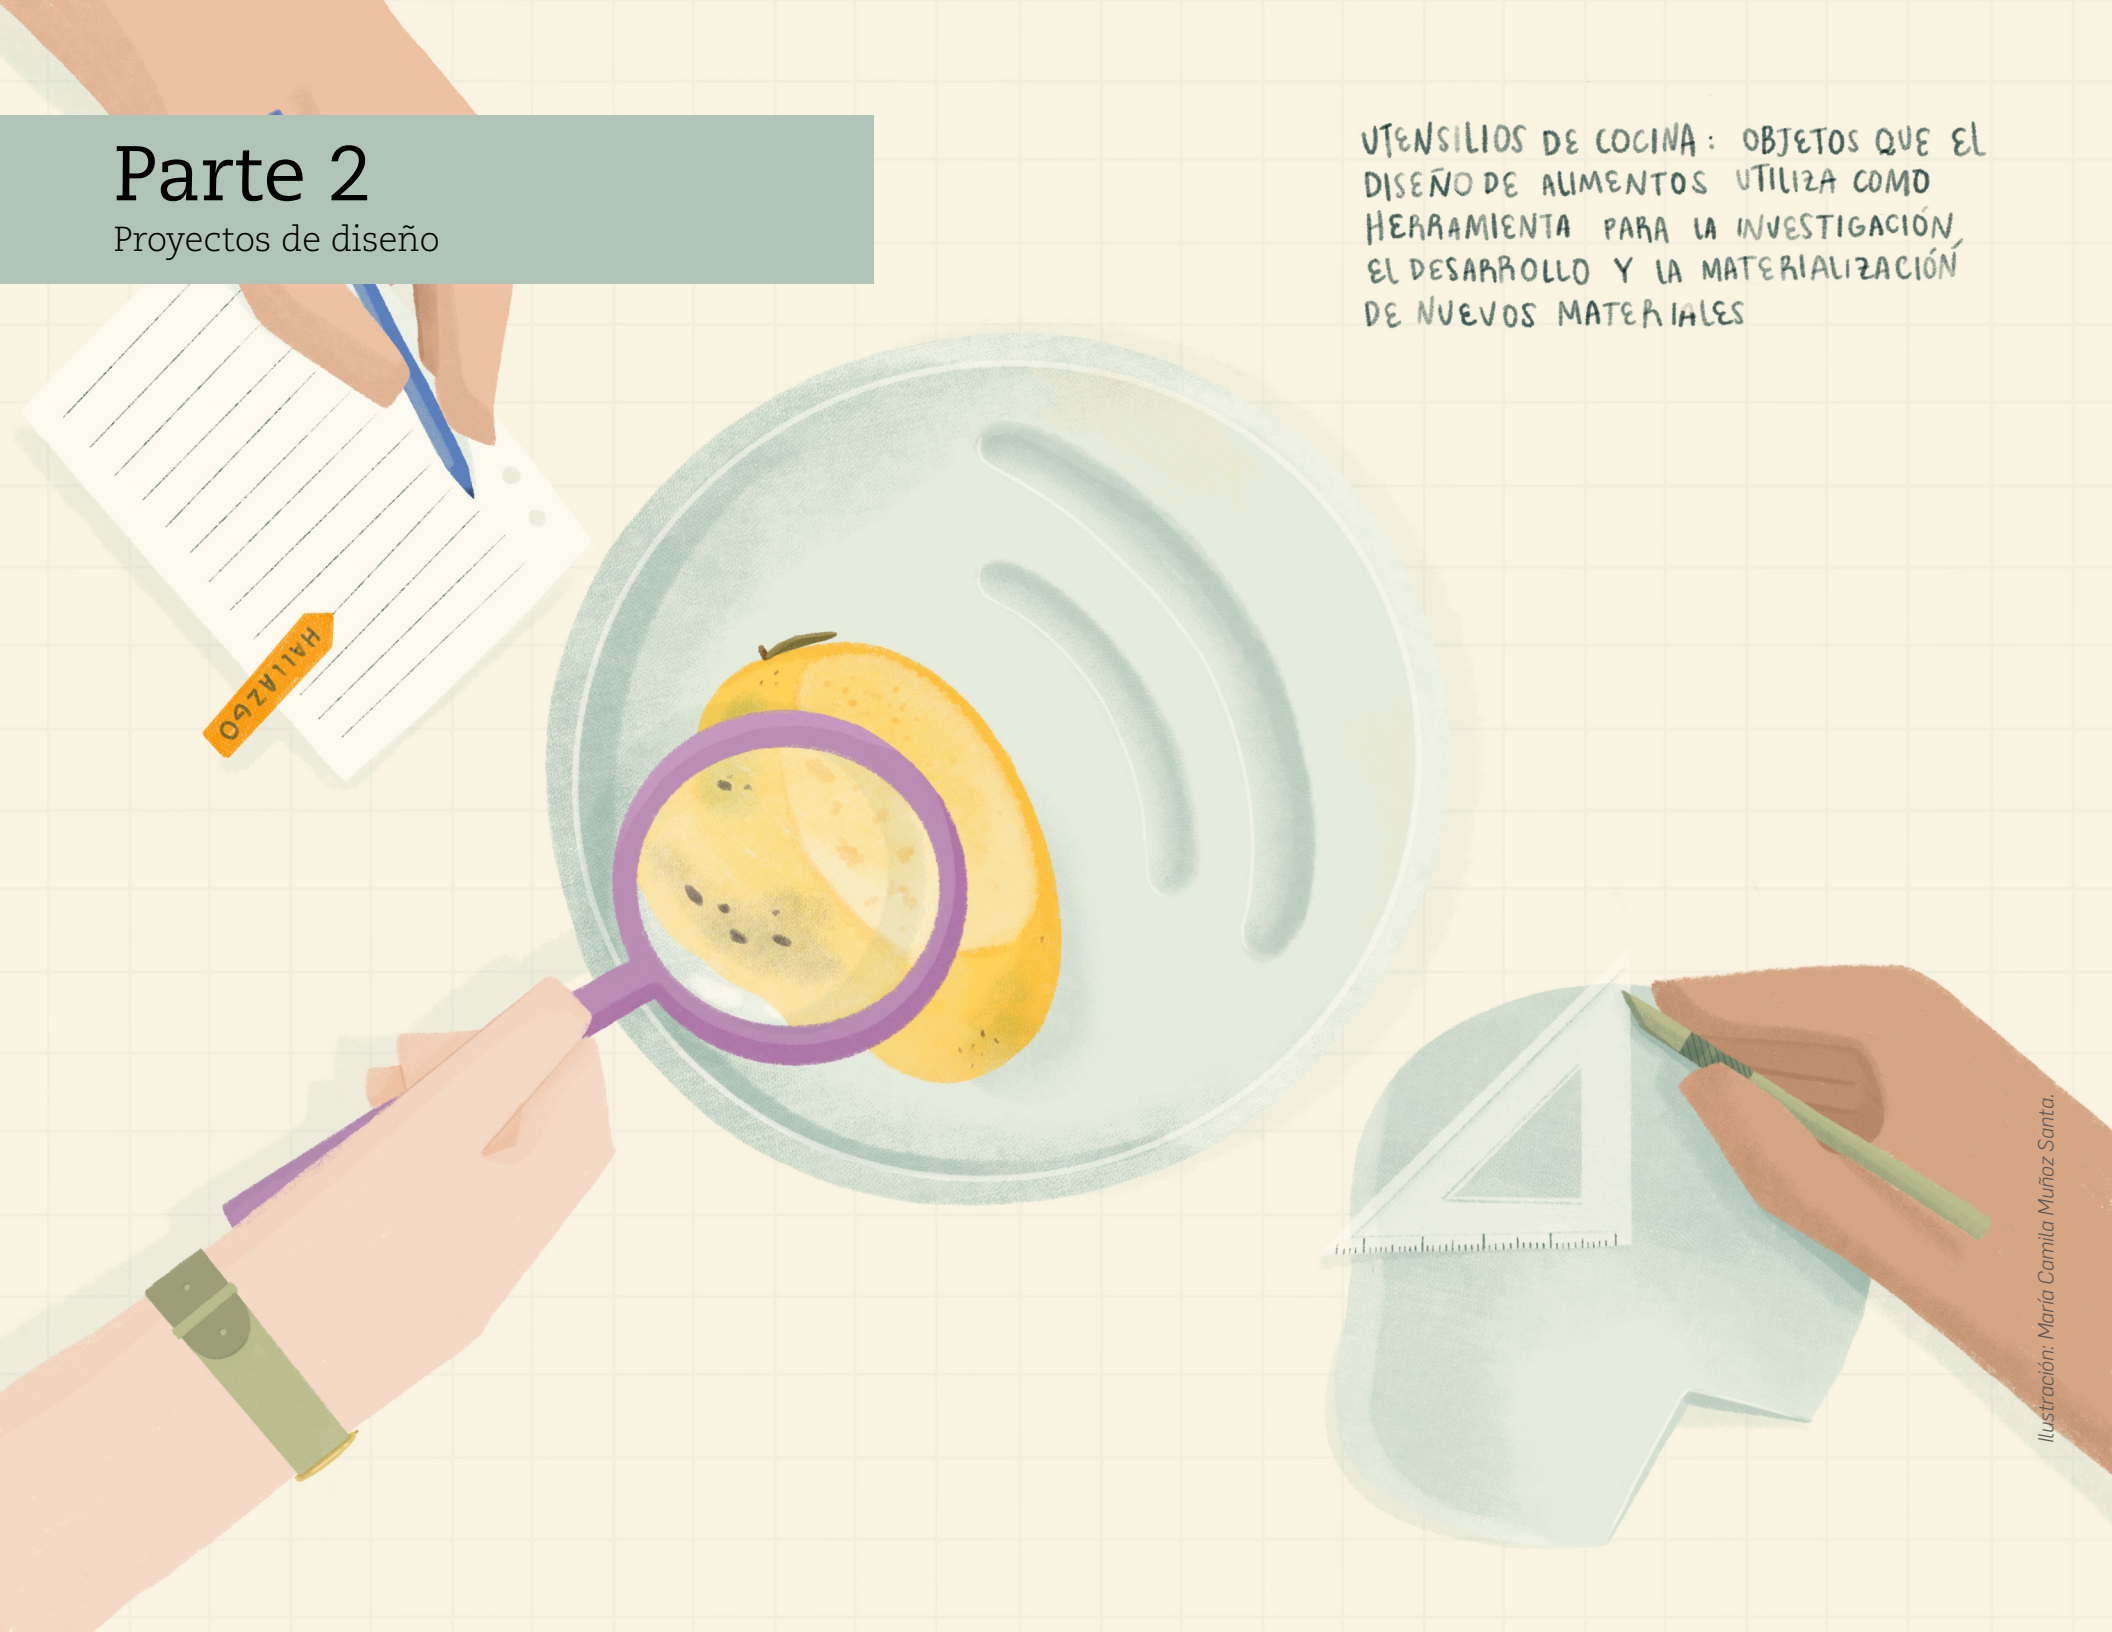 Parte 2
Proyectos de diseño
UTENSILIOS DE COCINA: OBJETOS QUE EL
DISEÑO DE ALIMENTOS UTILIZA COMO
HERRAMIENTA PARA LA INVESTIGACIÓN,
EL DESARROLLO Y LA MATERIALIZACIÓN
DE NUEVOS MATERIALES
HALLAZGO
Ilustración: María Camila Muñoz Santa.